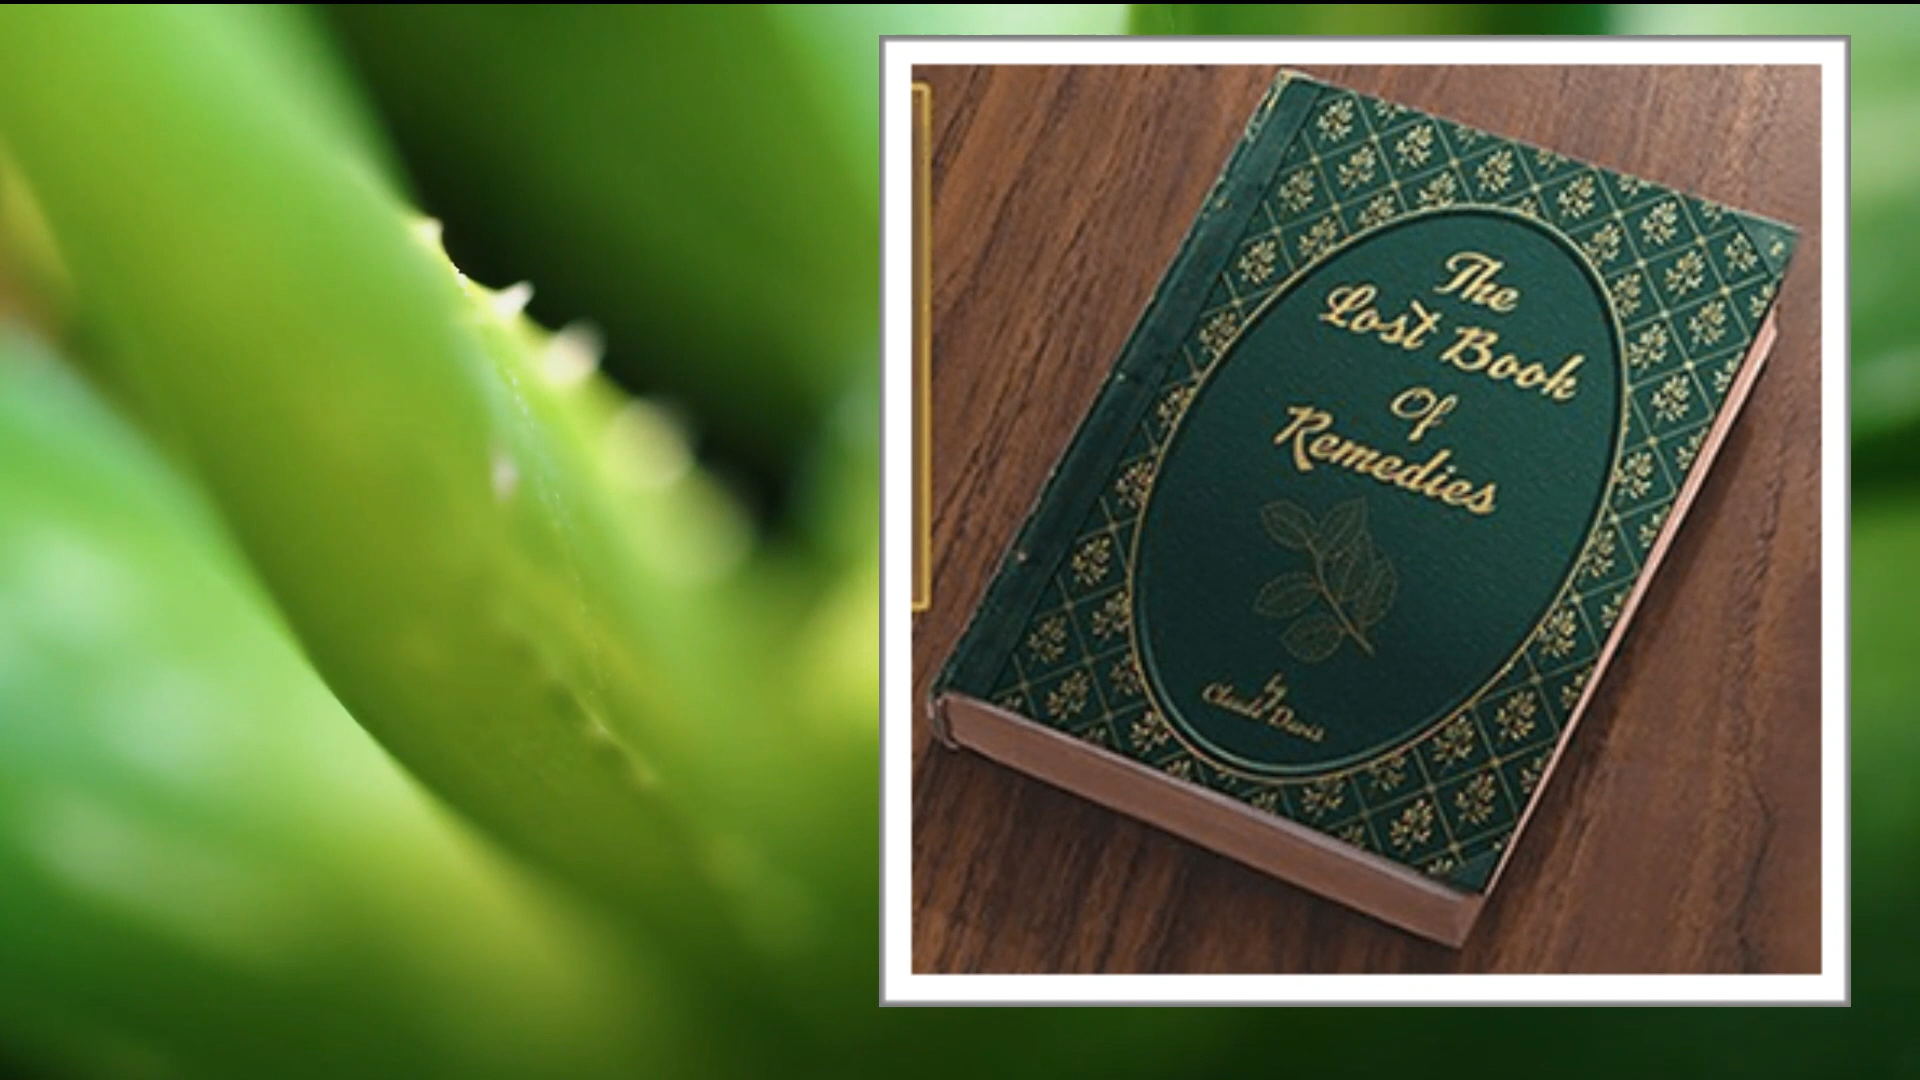 The
Lost Book
Of
Remedies
by
Claude Davis